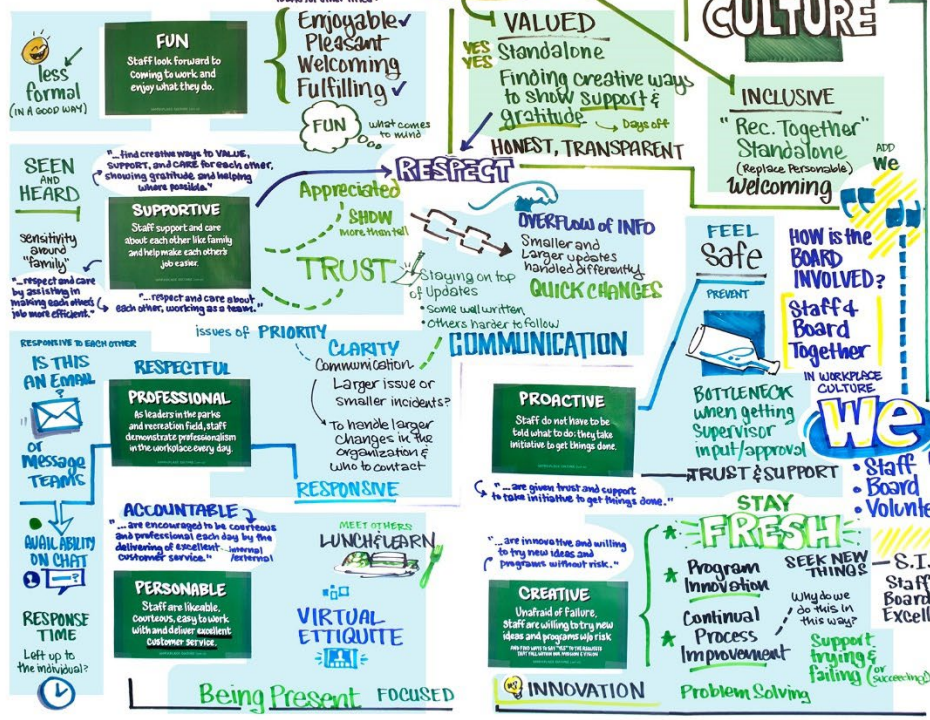 CULTURE
FUN
Staff look forward to
coming to work and
enjoy what they do.
less
formal
(IN A GOOD WAY)
Enjoyable
Pleasant
Welcoming
Fulfilling
FUN
what comes
to mind
VALUED
YES
YES
Standalone
Finding creative ways
to show support &
gratitude
Days off
HONEST, TRANSPARENT
INCLUSIVE
"Rec. Together"
Standalone
(Replace Personable)
Welcoming
ADD
We
SEEN
AND
HEARD
sensitivity
around
"family"
"...find creative ways to VALUE,
SUPPORT, and CARE for each other,
showing gratitude and helping
where possible."
SUPPORTIVE
Staff support and care
about each other like family
and help make each other's
job easier.
"...respect and care
by assisting in
making each other's
job more efficient."
"...respect and care about
each other, working as a team."
RESPECT
Appreciated
SHOW
more than tell
TRUST
OVERFLOW of INFO
Smaller and
Larger updates
handled differently
QUICK CHANGES
Staying on top
of updates
• some well written
• Others harder to follow
COMMUNICATION
issues of PRIORITY
CLARITY
Communication
Larger issue or
smaller incidents?
To handle larger
changes in the
organization &
who to contact
RESPONSIVE
FEEL
Safe
PREVENT
BOTTLENECK
when getting
supervisor
input/approval
TRUST & SUPPORT
HOW is the
BOARD
INVOLVED?
Staff &
Board
Together
IN WORKPLACE
CULTURE
We
• Staff
• Board
• Volunte
RESPONSIVE TO EACH OTHER
IS THIS
AN EMAIL
?
or
Message
TEAMS
AVAILABILITY
ON CHAT
?
RESPONSE
TIME
Left up to
the individual?
RESPECTFUL
PROFESSIONAL
As leaders in the parks
and recreation field, staff
demonstrate professionalism
in the workplace every day.
ACCOUNTABLE
"...are encouraged to be courteous
and professional each day by the
delivering of excellent internal
customer service." /external
PERSONABLE
Staff are likeable,
courteous, easy to work
with and deliver excellent
customer service.
MEET OTHERS
LUNCH & LEARN
VIRTUAL
ETTIQUITE
Being Present FOCUSED
PROACTIVE
Staff do not have to be
told what to do; they take
initiative to get things done.
"...are given trust and support
to take initiative to get things done."
"...are innovative and willing
to try new ideas and
programs without risk."
CREATIVE
Unafraid of failure,
staff are willing to try new
ideas and programs w/o risk
AND FIND WAYS TO SAY "YES" TO THE REQUESTS
THAT FALL WITHIN OUR MISSION & VISION
INNOVATION
STAY
FRESH
* Program
Innovation
* Continual
Process
Improvement
Problem Solving
SEEK NEW
THINGS
Why do we
do this in
this way?
Support
trying &
failing (or
succeeding)
S.I.
Staff
Board
Excell